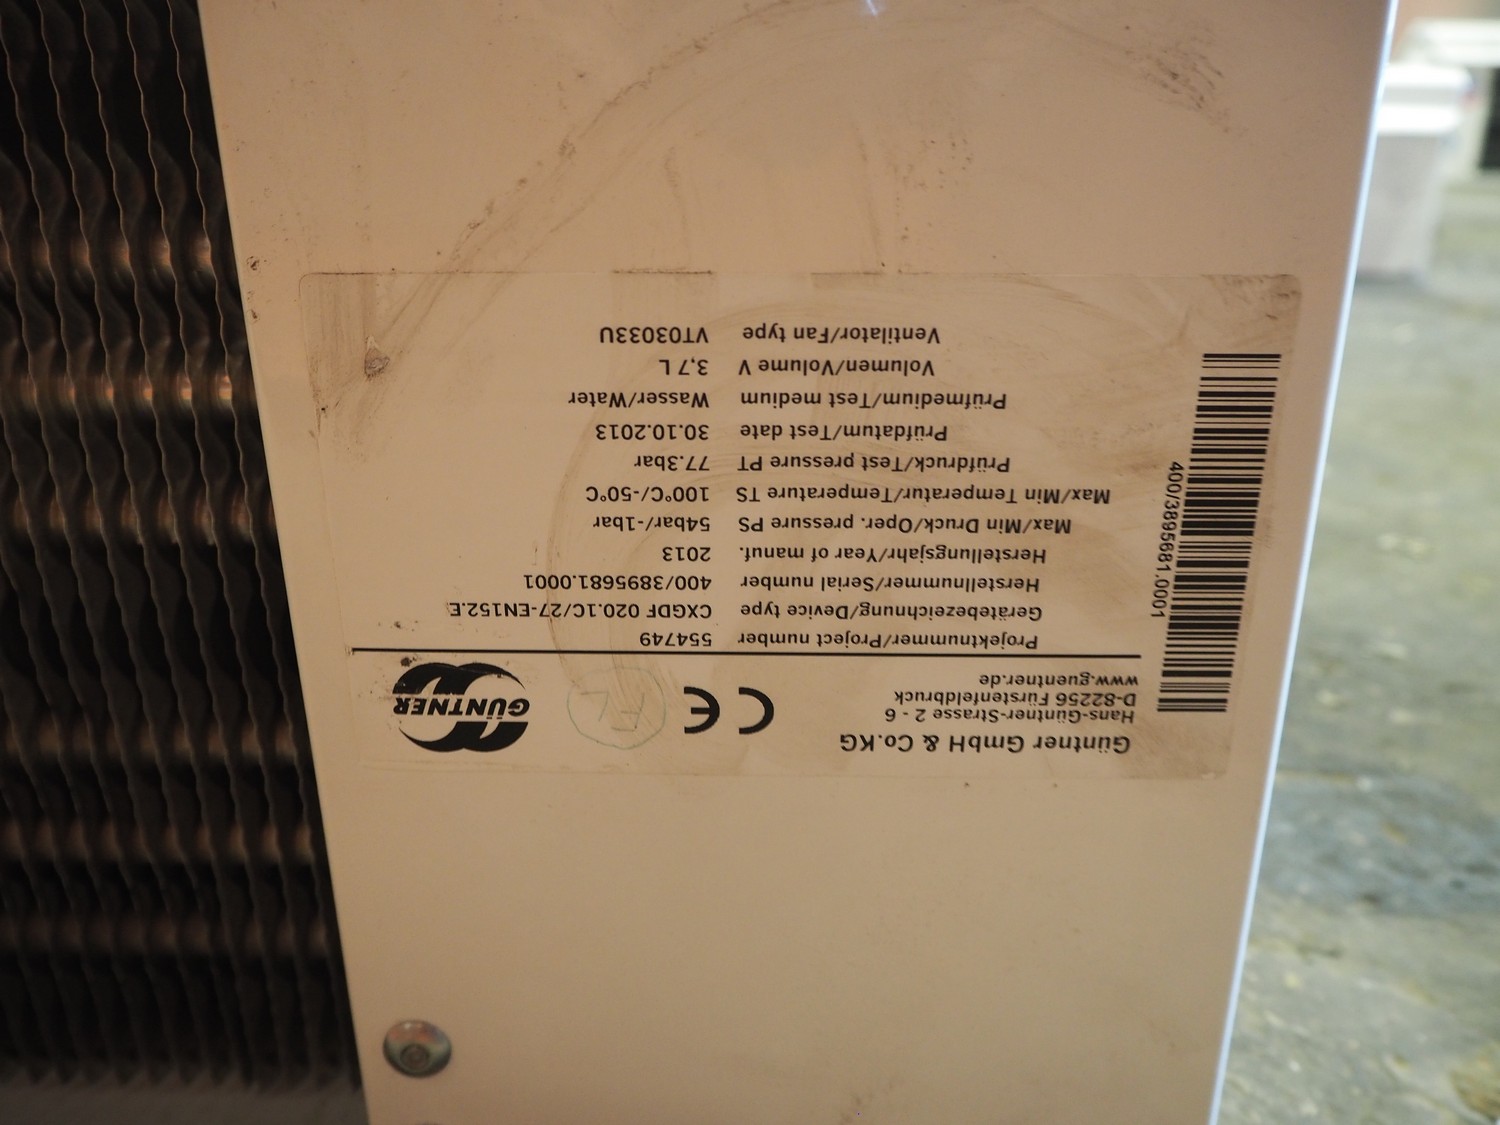 Güntner GmbH & Co.KG
Hans-Güntner-Strasse 2 - 6
D-82256 Fürstenfeldbruck
www.guentner.de
CE
GÜNTNER
Projektnummer/Project number 554749
Gerätebezeichnung/Device type CXGDF 020.1C/27-EN152.E
Herstellnummer/Serial number 400/3895681.0001
Herstellungsjahr/Year of manuf. 2013
Max/Min Druck/Oper. pressure PS 54bar/-1bar
Max/Min Temperatur/Temperature TS 100°C/-50°C
Prüfdruck/Test pressure PT 77.3bar
Prüfdatum/Test date 30.10.2013
Prüfmedium/Test medium Wasser/Water
Volumen/Volume V 3,7 L
Ventilator/Fan type VT03033U
400/3895681.0001